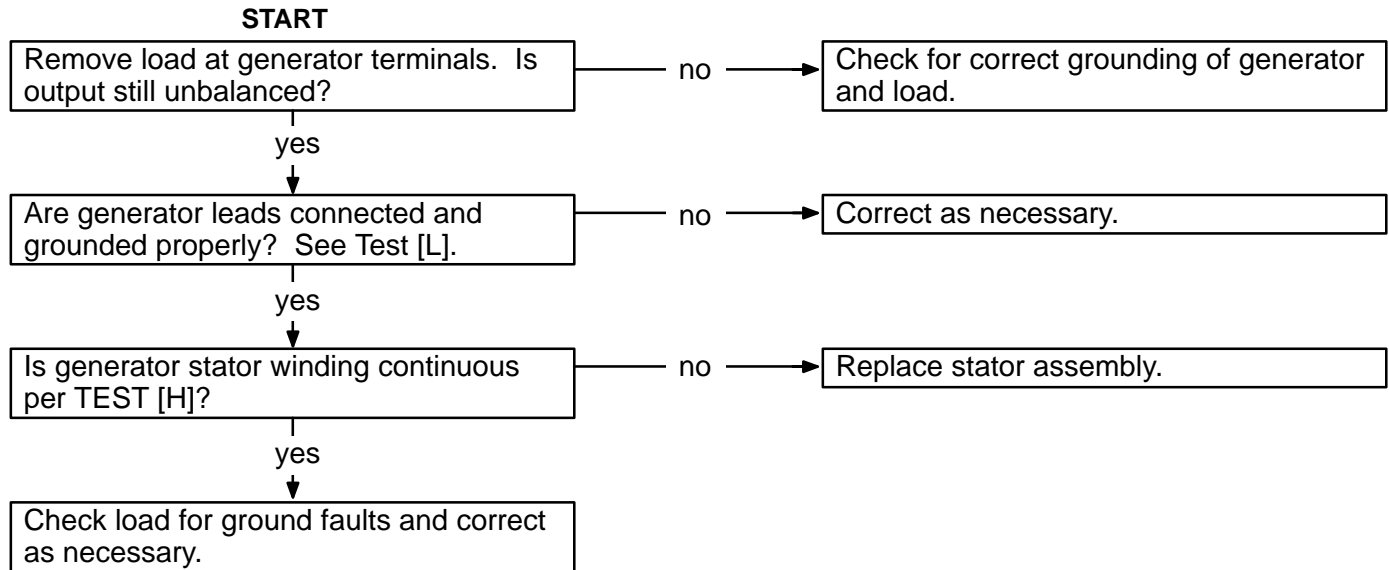 START
Remove load at generator terminals.  Is
output still unbalanced?
no
Check for correct grounding of generator
and load.
yes
Are generator leads connected and
grounded properly?  See Test [L].
no
Correct as necessary.
yes
Is generator stator winding continuous
per TEST [H]?
no
Replace stator assembly.
yes
Check load for ground faults and correct
as necessary.